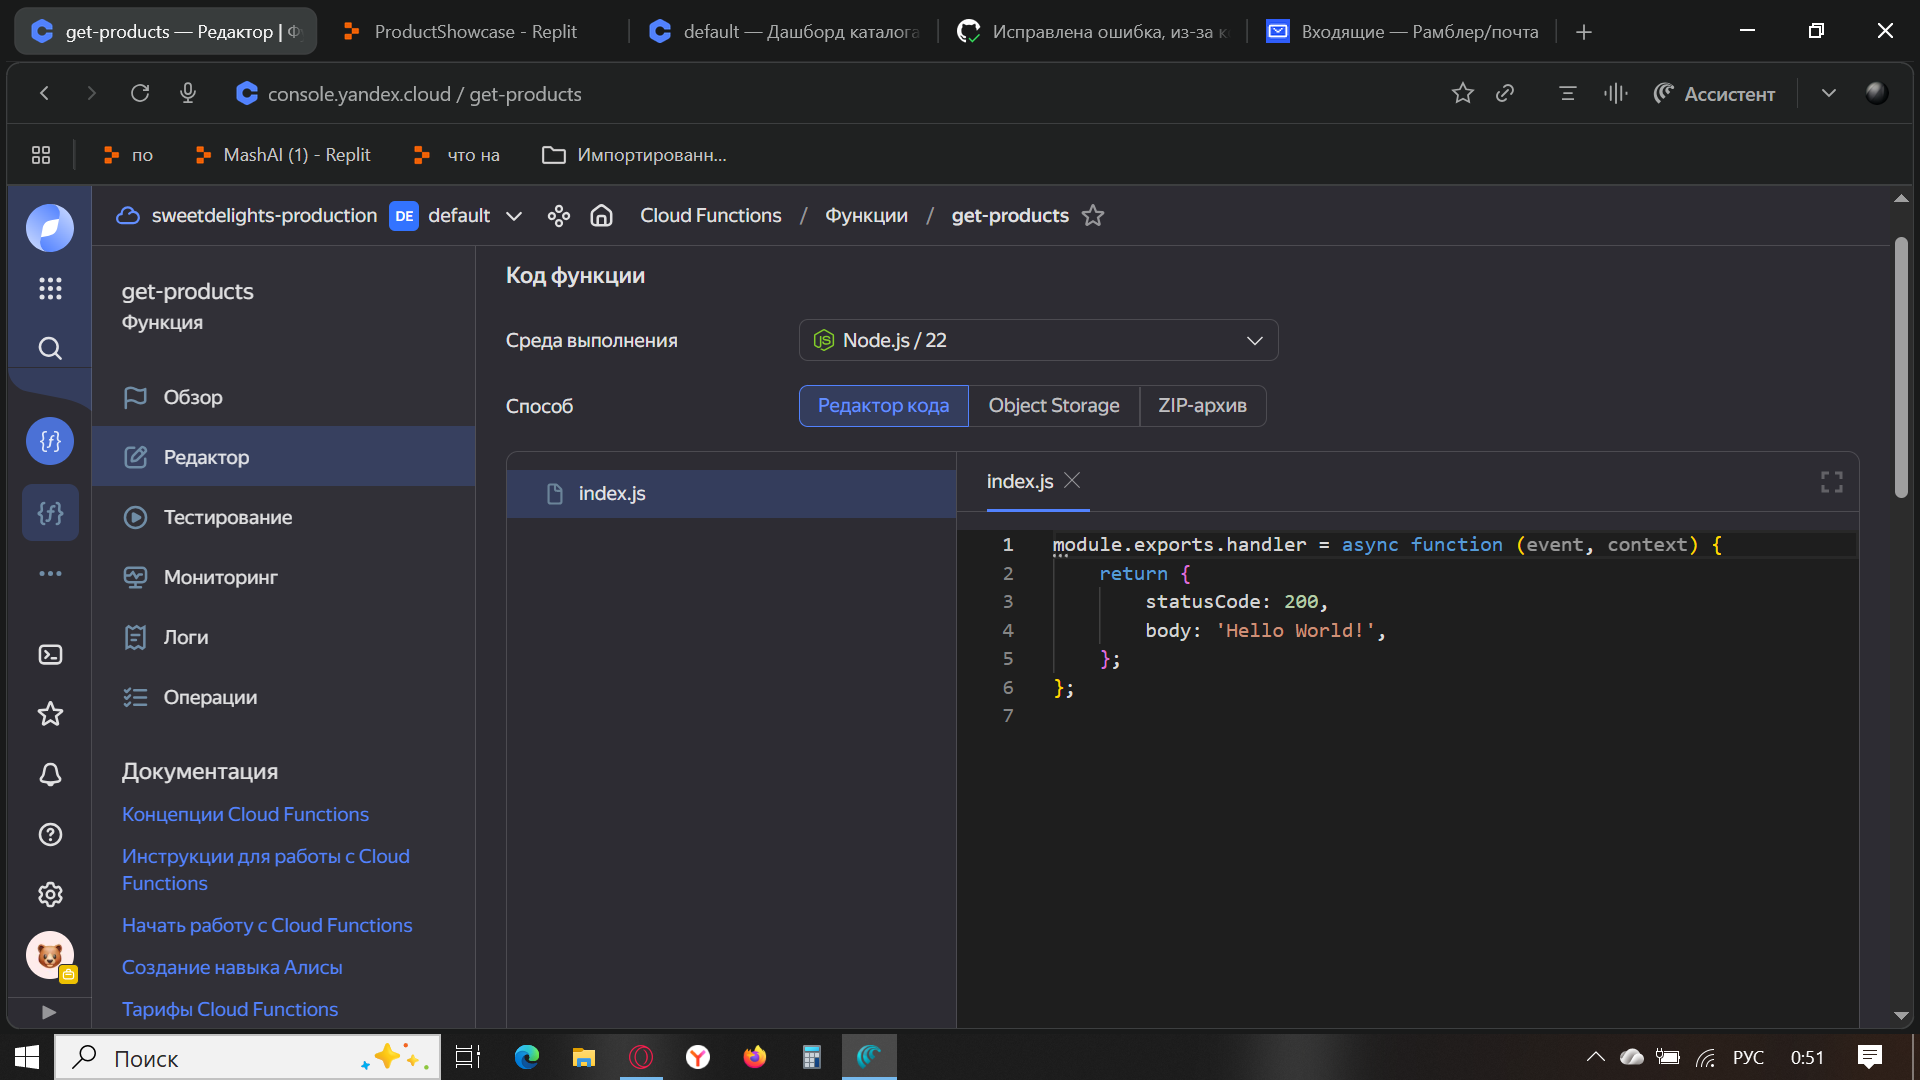 get-products — Редактор | Ф
ProductShowcase - Replit
default — Дашборд каталога
Исправлена ошибка, из-за к
Входящие — Рамблер/почта
console.yandex.cloud / get-products
Ассистент
по
MashAI (1) - Replit
что на
Импортированн...
sweetdelights-production DE default
Cloud Functions / Функции / get-products
get-products
Функция
Обзор
Редактор
Тестирование
Мониторинг
Логи
Операции
Документация
Концепции Cloud Functions
Инструкции для работы с Cloud
Functions
Начать работу с Cloud Functions
Создание навыка Алисы
Тарифы Cloud Functions
Код функции
Среда выполнения
JS Node.js / 22
Способ
Редактор кода
Object Storage
ZIP-архив
index.js
index.js
1 module.exports.handler = async function (event, context) {
2 return {
3 statusCode: 200,
4 body: 'Hello World!',
5 };
6 };
7
Поиск
РУС
0:51